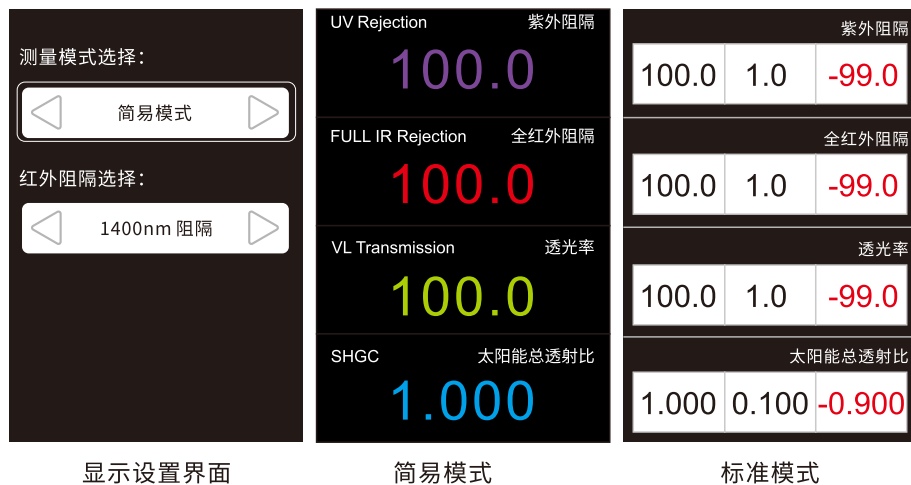 测量模式选择：
简易模式
红外阻隔选择：
1400nm 阻隔
UV Rejection 紫外阻隔
100.0
FULL IR Rejection 全红外阻隔
100.0
VL Transmission 透光率
100.0
SHGC 太阳能总透射比
1.000
紫外阻隔
100.0 1.0 -99.0
全红外阻隔
100.0 1.0 -99.0
透光率
100.0 1.0 -99.0
太阳能总透射比
1.000 0.100 -0.900
显示设置界面 简易模式 标准模式